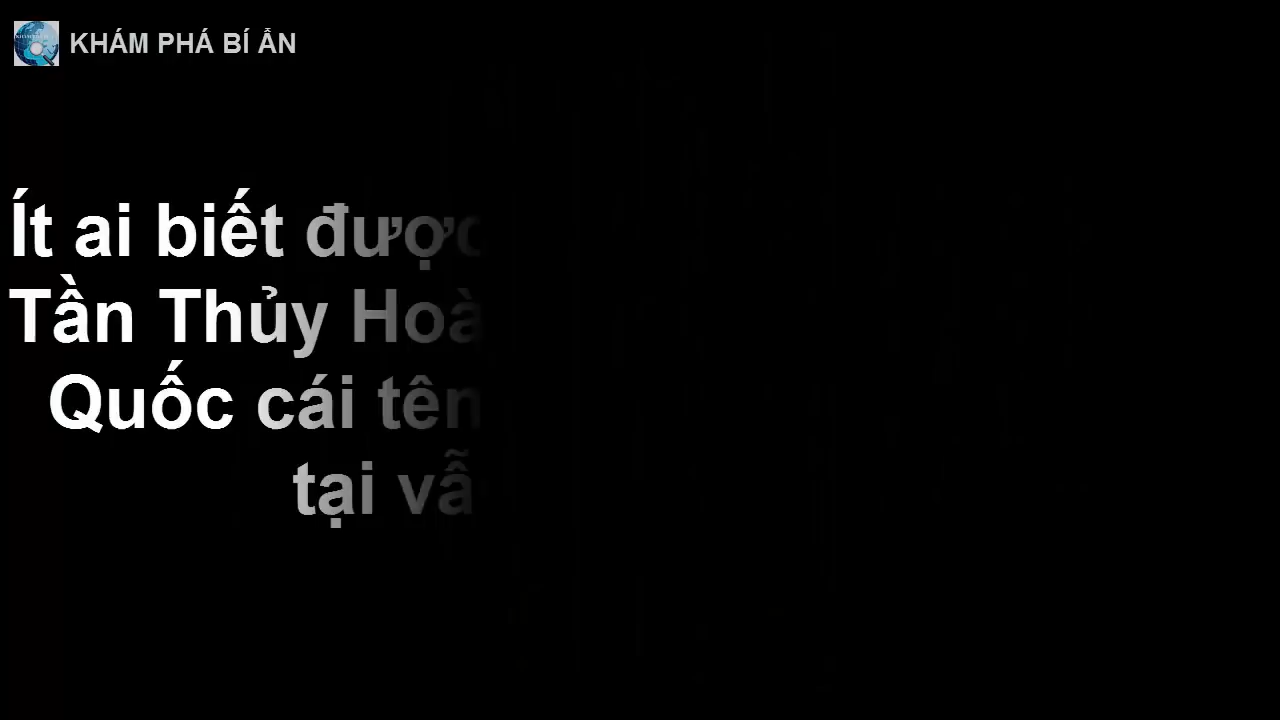 KHÁM PHÁ BÍ ẨN
Ít ai biết được
Tần Thủy Hoà
Quốc cái tên
tại vẫ